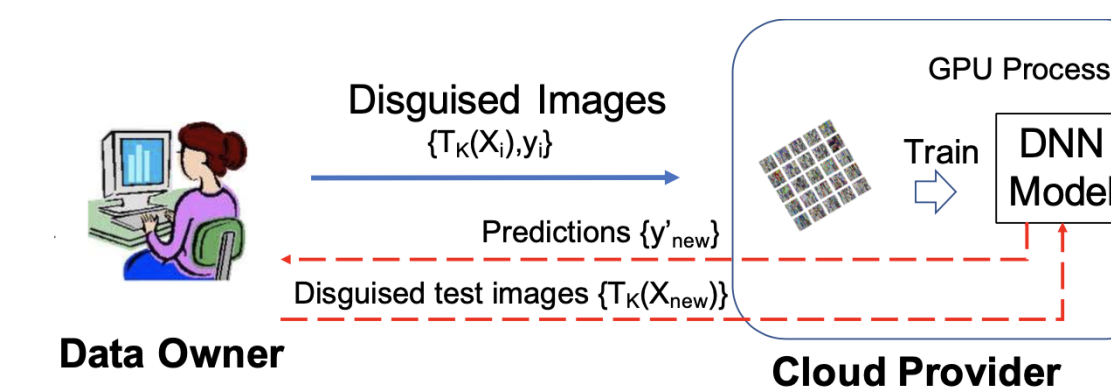 GPU Process
Disguised Images
{T_K(X_i),y_i}
Train
DNN
Model
Predictions {y'_new}
Disguised test images {T_K(X_new)}
Data Owner
Cloud Provider